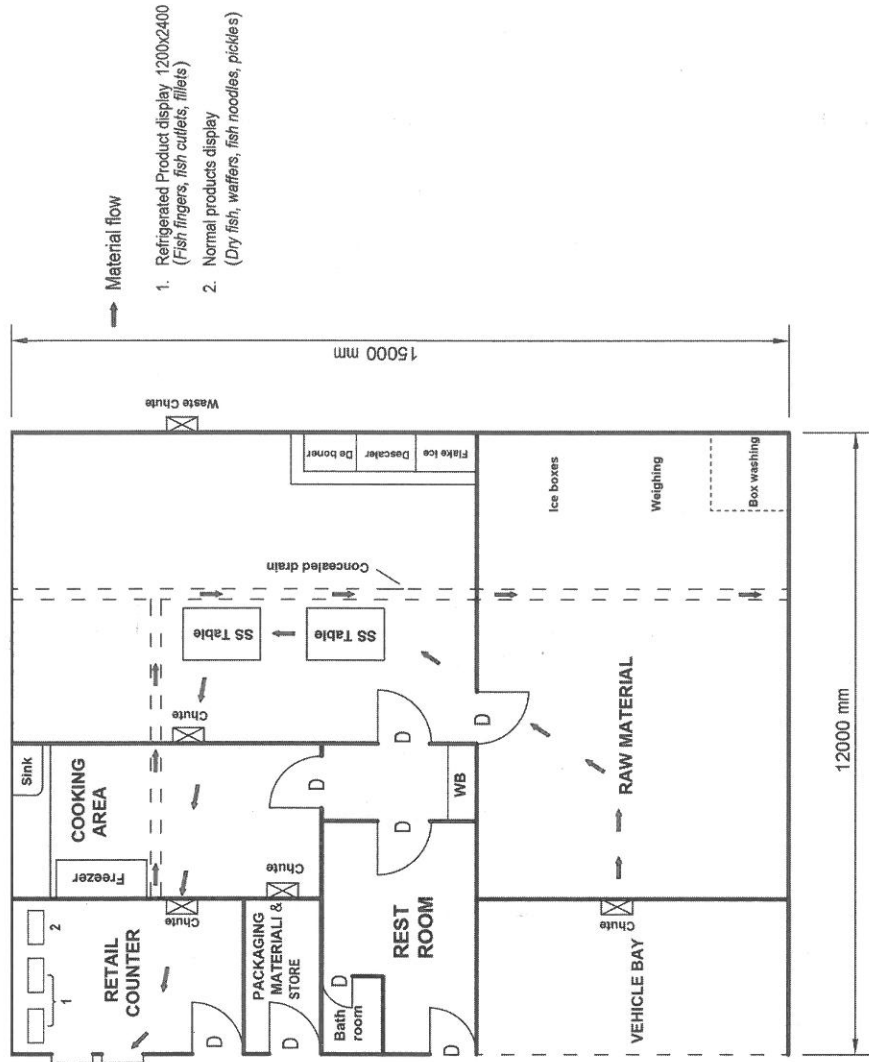 Material flow
1. Refrigerated Product display 1200x2400
(Fish fingers, fish cutlets, fillets)
2. Normal products display
(Dry fish, waffers, fish noodles, pickles)
15000 mm
Waste Chute
Sink
COOKING
AREA
Freezer
Chute
SS Table
SS Table
Concealed drain
De boner
Descaler
Flake ice
1
2
RETAIL
COUNTER
Chute
Chute
D
D
PACKAGING
MATERIALI &
STORE
D
D
D
WB
D
D
D
Bath
room
REST
ROOM
D
Ice boxes
Weighing
Box washing
RAW MATERIAL
Chute
VEHICLE BAY
12000 mm